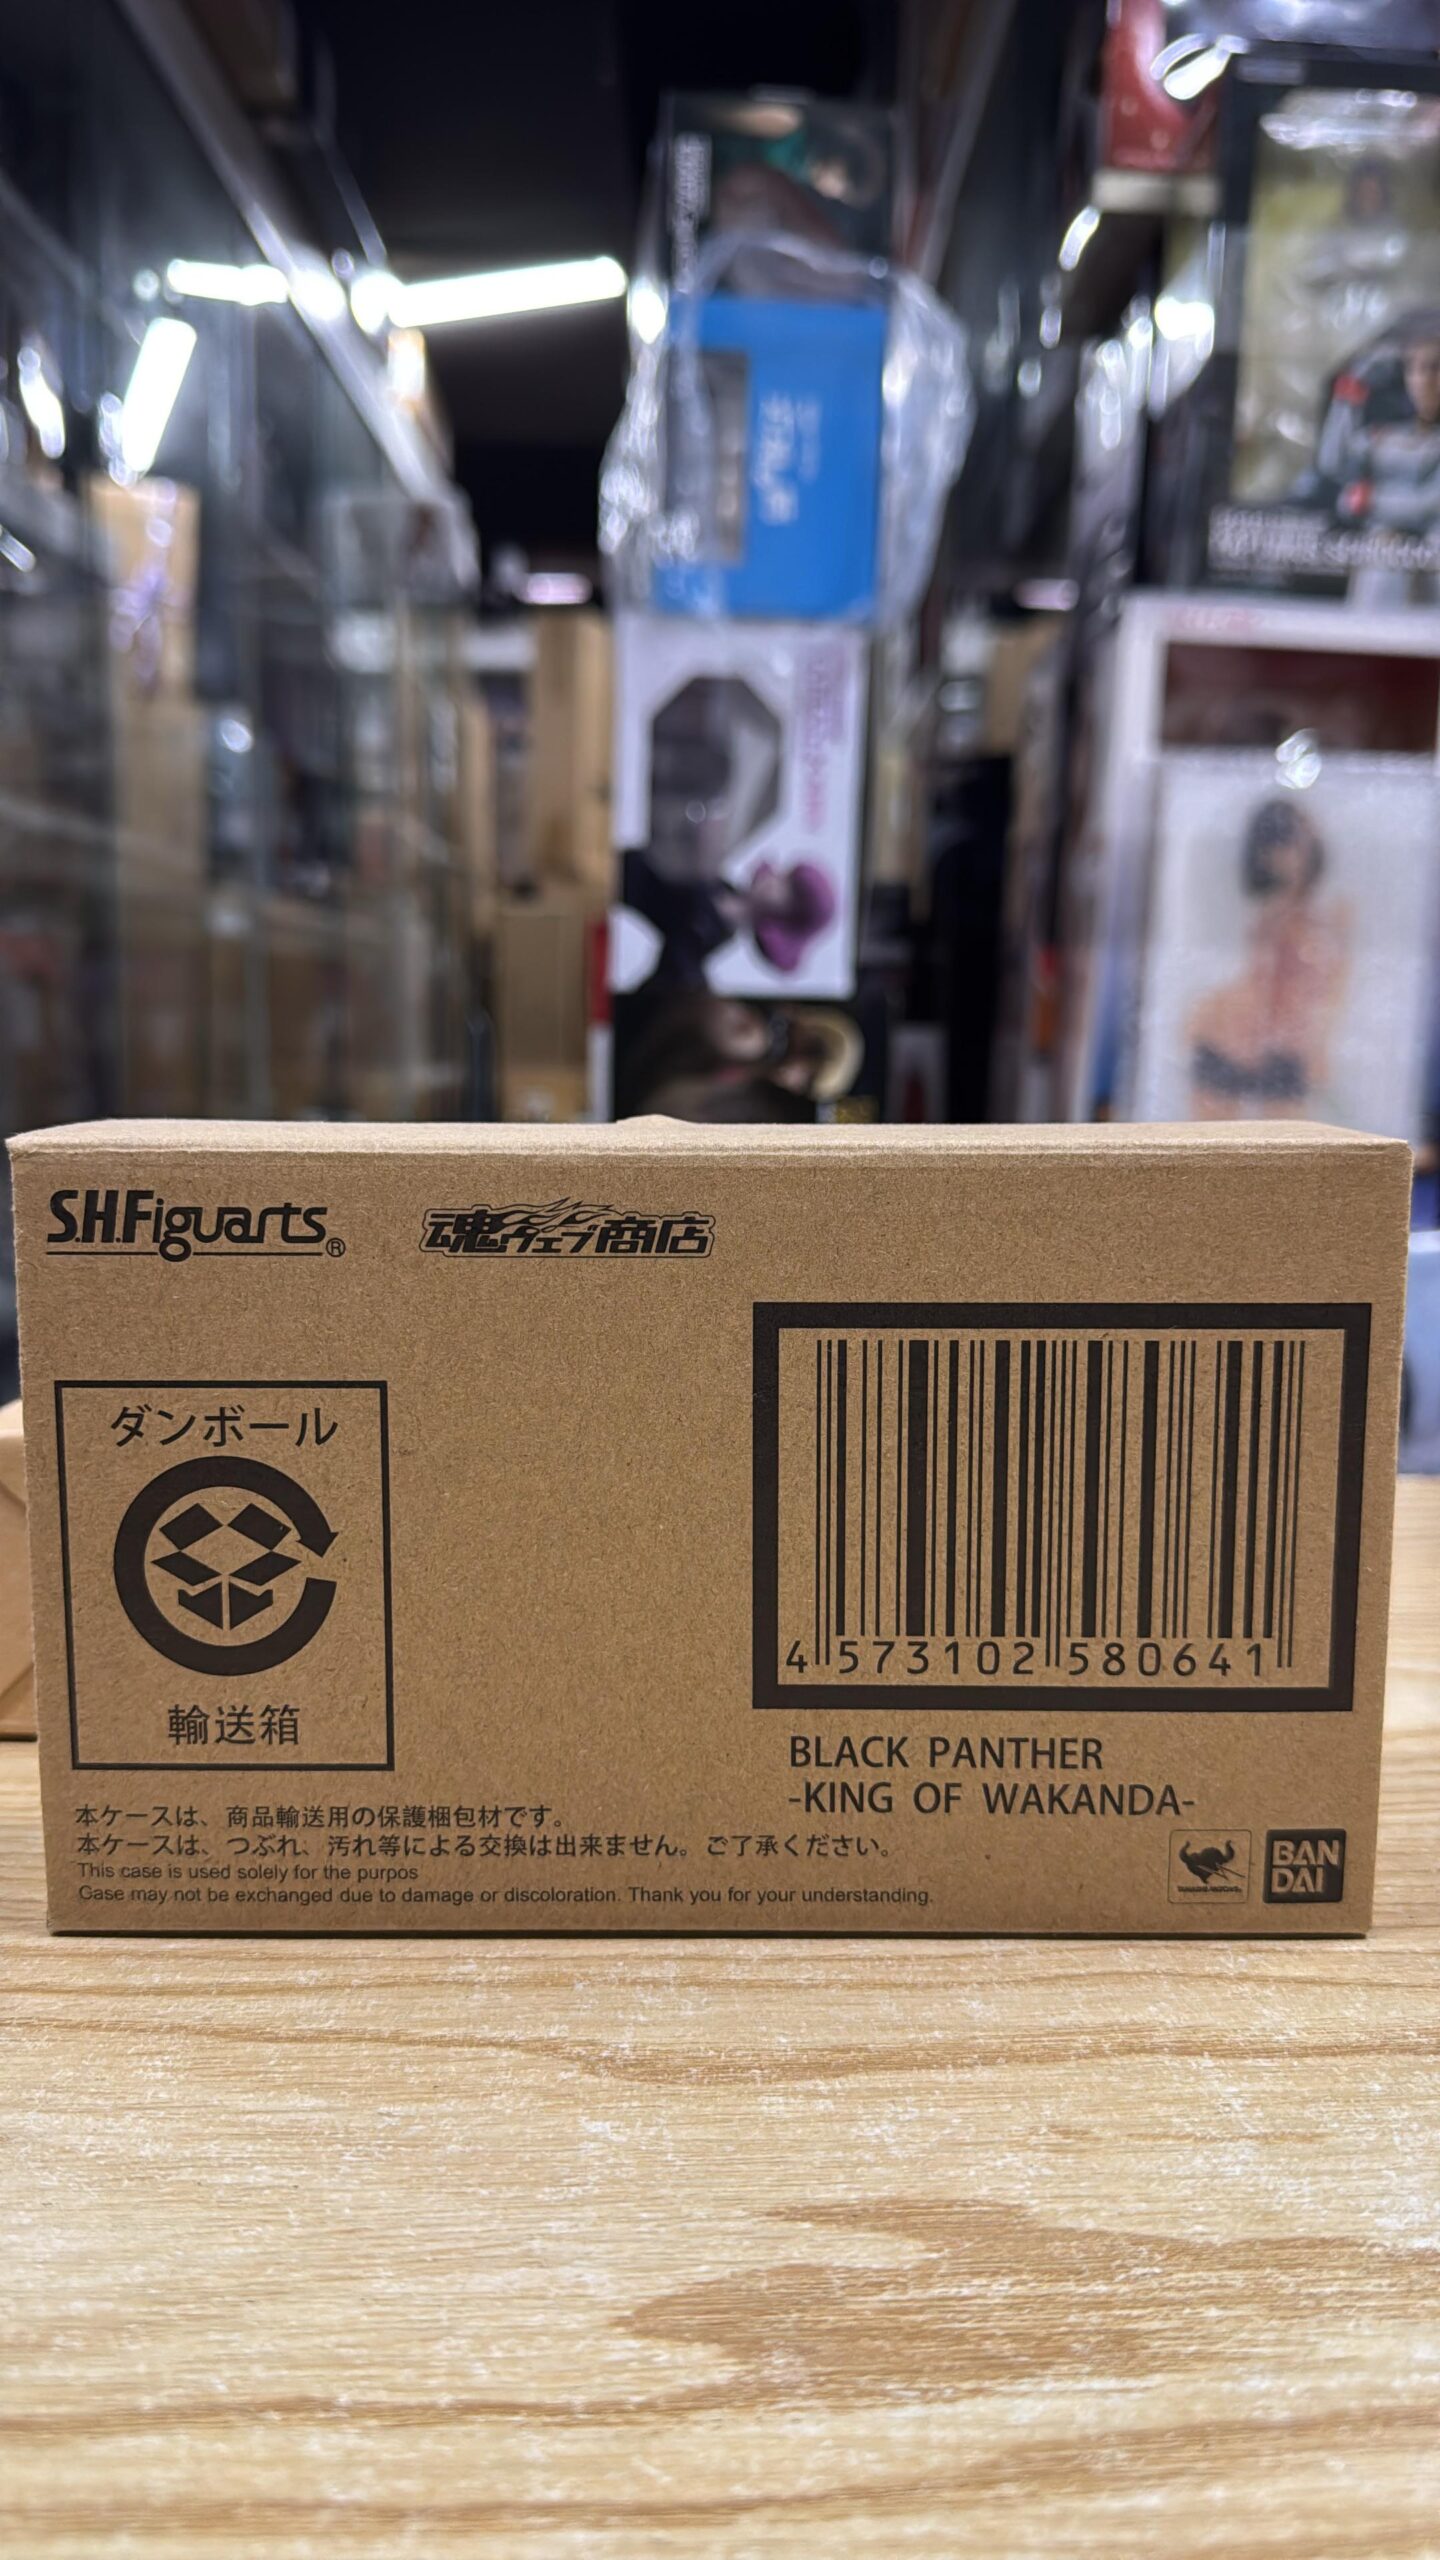 S.H.Figuarts®
魂ウェブ商店
ダンボール
輸送箱
4 573102 580641
BLACK PANTHER
-KING OF WAKANDA-
本ケースは、商品輸送用の保護梱包材です。
本ケースは、つぶれ、汚れ等による交換は出来ません。ご了承ください。
This case is used solely for the purpos
Case may not be exchanged due to damage or discoloration. Thank you for your understanding.
BAN
DAI